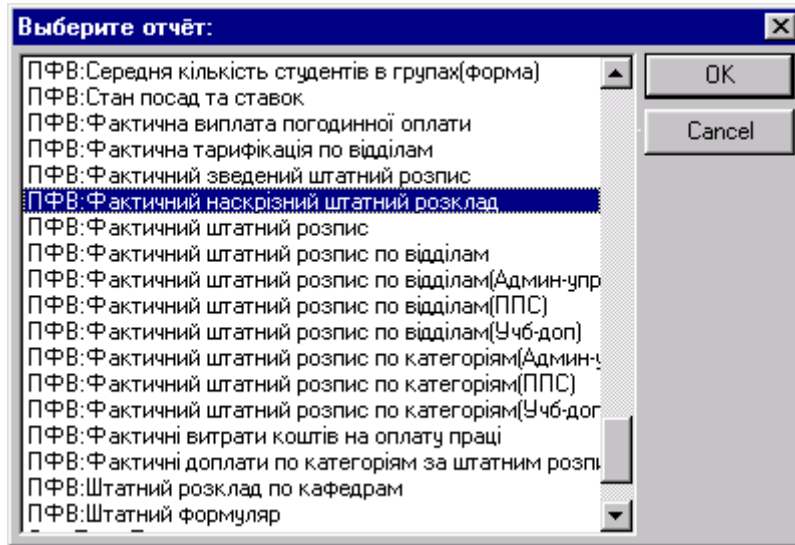 Выберите отчёт:
ПФВ:Середня кількість студентів в групах(форма)
ПФВ:Стан посад та ставок
ПФВ:Фактична виплата погодинної оплати
ПФВ:Фактична тарифікація по відділам
ПФВ:Фактичний зведений штатний розпис
ПФВ:Фактичний наскрізний штатний розклад
ПФВ:Фактичний штатний розпис
ПФВ:Фактичний штатний розпис по відділам
ПФВ:Фактичний штатний розпис по відділам(Админ-упр
ПФВ:Фактичний штатний розпис по відділам(ППС)
ПФВ:Фактичний штатний розпис по відділам(Учб-доп)
ПФВ:Фактичний штатний розпис по категоріям(Админ-у
ПФВ:Фактичний штатний розпис по категоріям(ППС)
ПФВ:Фактичний штатний розпис по категоріям(Учб-доп
ПФВ:Фактичні витрати коштів на оплату праці
ПФВ:Фактичні доплати по категоріям за штатним розпи
ПФВ:Штатний розклад по кафедрам
ПФВ:Штатний формуляр
OK
Cancel